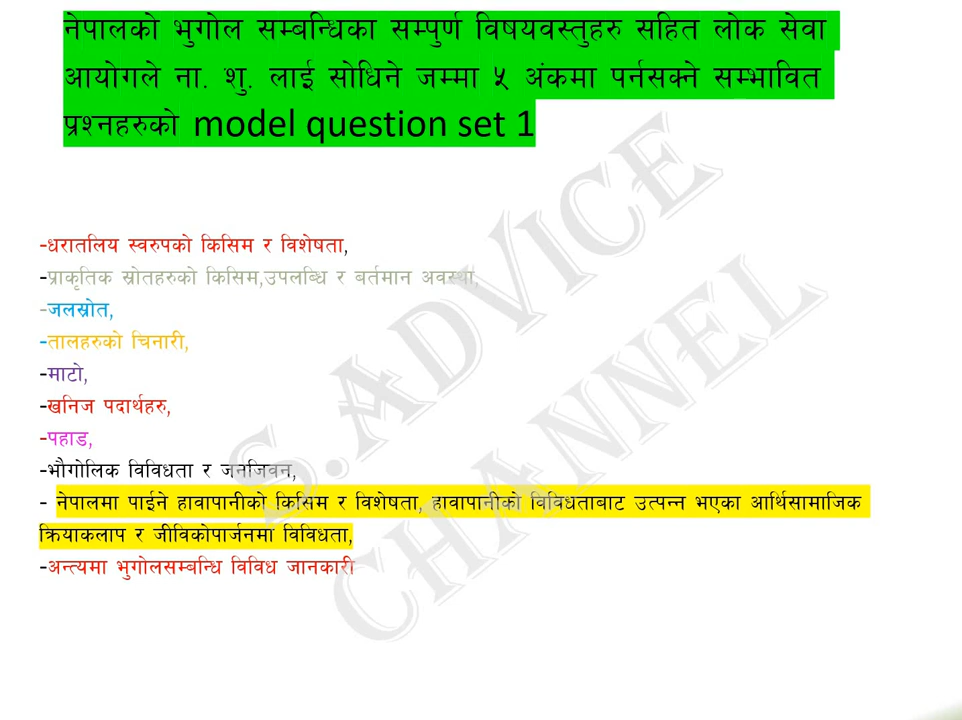 नेपालको भुगोल सम्बन्धिका सम्पुर्ण विषयवस्तुहरु सहित लोक सेवा
आयोगले ना. शु. लाई सोधिने जम्मा ५ अंकमा पर्नसक्ने सम्भावित
प्रश्नहरुको model question set 1
-धरातलिय स्वरुपको किसिम र विशेषता,
-प्राकृतिक स्रोतहरुको किसिम,उपलब्धि र बर्तमान अवस्था,
-जलस्रोत,
-तालहरुको चिनारी,
-माटो,
-खनिज पदार्थहरु,
-पहाड,
-भौगोलिक विविधता र जनजिवन,
- नेपालमा पाईने हावापानीको किसिम र विशेषता, हावापानीको विविधताबाट उत्पन्न भएका आर्थिसामाजिक
क्रियाकलाप र जीविकोपार्जनमा विविधता,
-अन्त्यमा भुगोलसम्बन्धि विविध जानकारी
S.ADVICE
CHANNEL